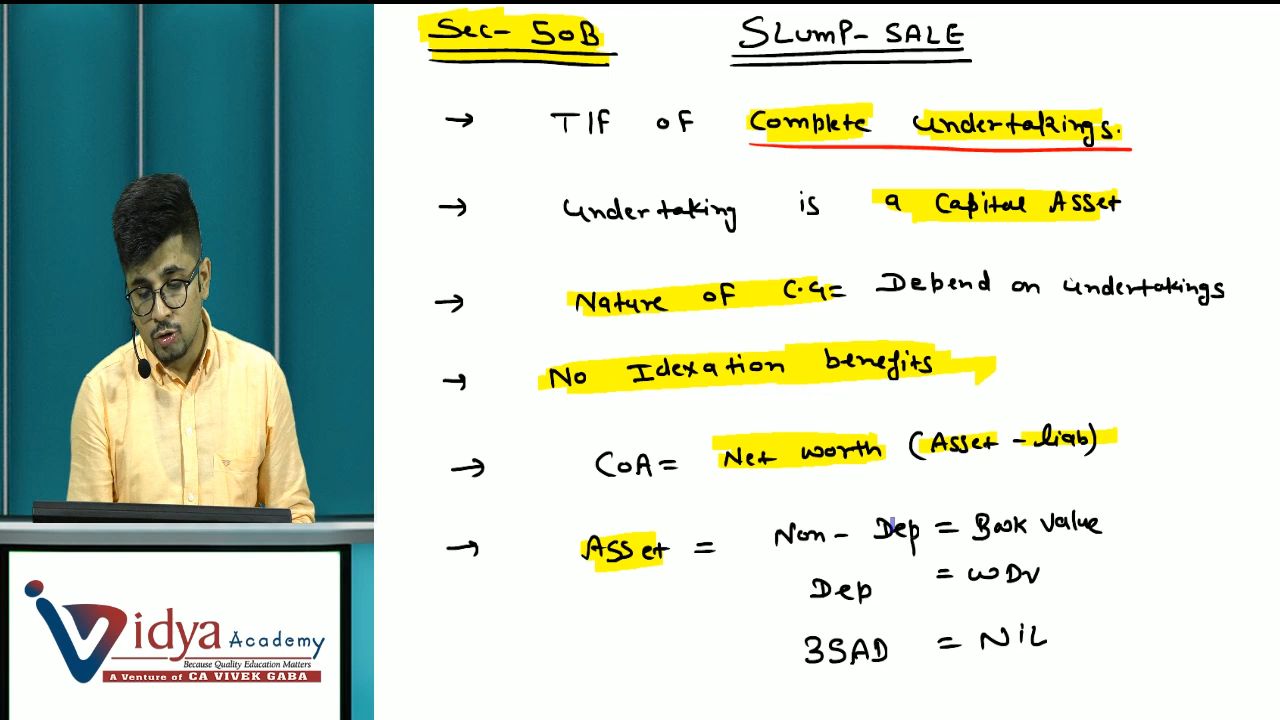 Sec- 50B SLumP- SALE
→ T/f of Complete undertakings.
→ undertaking is a Capital Asset
→ Nature of C.G= Depend on undertakings
→ No Idexation benefits
→ CoA= Net worth (Asset - liab)
→ Asset = Non- Dep = Book Value
Dep = WDV
35AD = NiL
Vidya Academy
Because Quality Education Matters
A Venture of CA VIVEK GABA